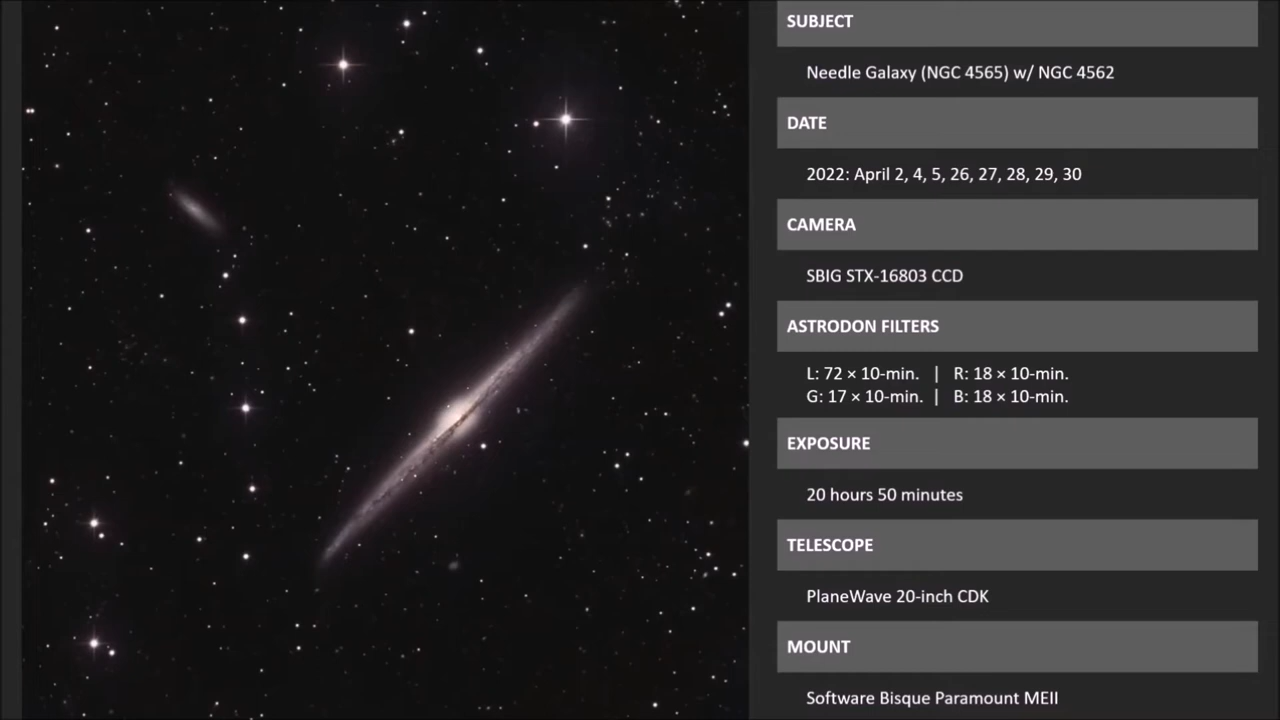 SUBJECT
Needle Galaxy (NGC 4565) w/ NGC 4562
DATE
2022: April 2, 4, 5, 26, 27, 28, 29, 30
CAMERA
SBIG STX-16803 CCD
ASTRODON FILTERS
L: 72 × 10-min. | R: 18 × 10-min.
G: 17 × 10-min. | B: 18 × 10-min.
EXPOSURE
20 hours 50 minutes
TELESCOPE
PlaneWave 20-inch CDK
MOUNT
Software Bisque Paramount MEII